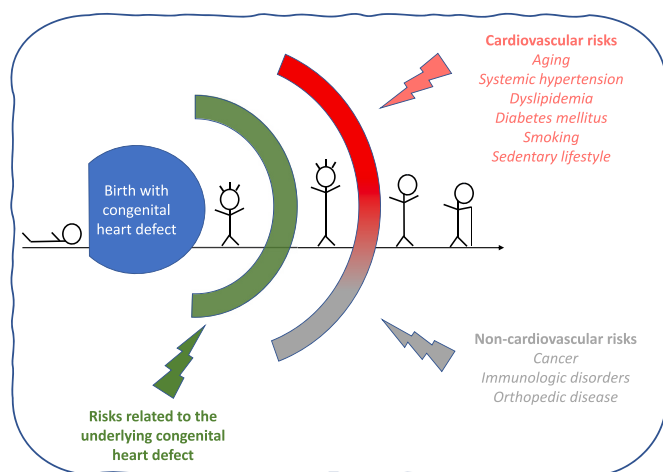 Cardiovascular risks
Aging
Systemic hypertension
Dyslipidemia
Diabetes mellitus
Smoking
Sedentary lifestyle
Birth with
congenital
heart defect
Non-cardiovascular risks
Cancer
Immunologic disorders
Orthopedic disease
Risks related to the
underlying congenital
heart defect